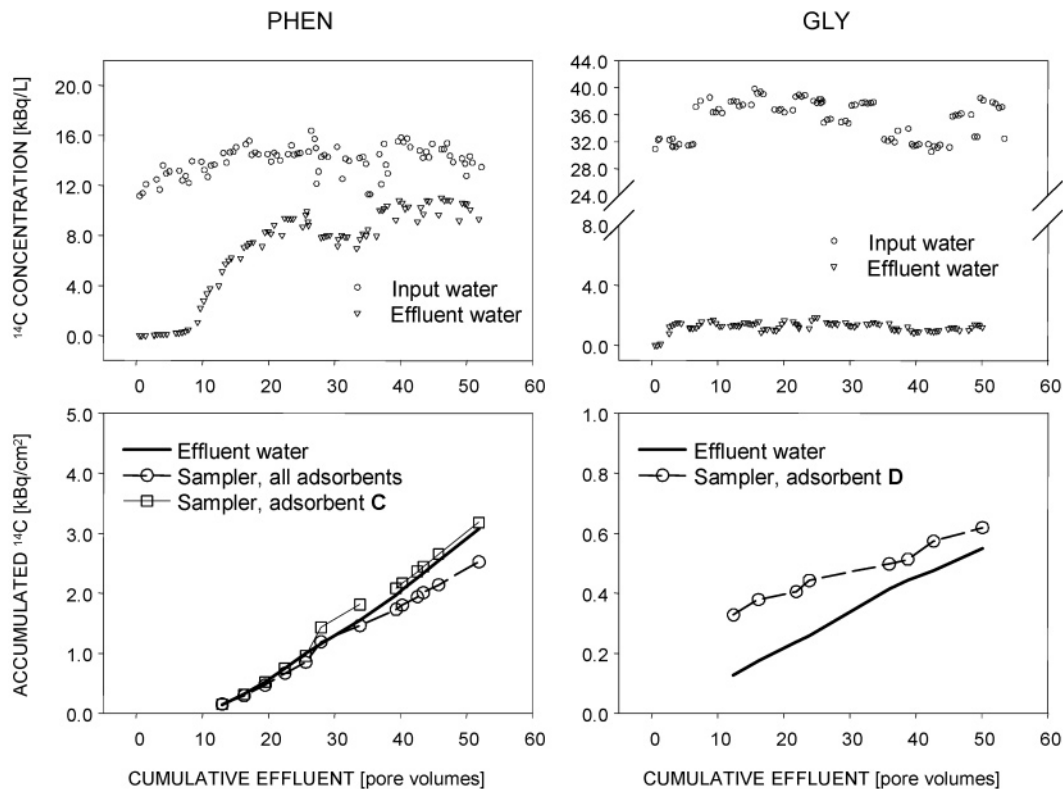 PHEN
GLY
¹⁴C CONCENTRATION [kBq/L]
20.0
16.0
12.0
8.0
4.0
0.0
Input water
Effluent water
0 10 20 30 40 50 60
44.0
40.0
36.0
32.0
28.0
24.0
8.0
4.0
0.0
Input water
Effluent water
0 10 20 30 40 50 60
ACCUMULATED ¹⁴C [kBq/cm²]
5.0
4.0
3.0
2.0
1.0
0.0
Effluent water
Sampler, all adsorbents
Sampler, adsorbent C
0 10 20 30 40 50 60
CUMULATIVE EFFLUENT [pore volumes]
1.0
0.8
0.6
0.4
0.2
0.0
Effluent water
Sampler, adsorbent D
0 10 20 30 40 50 60
CUMULATIVE EFFLUENT [pore volumes]